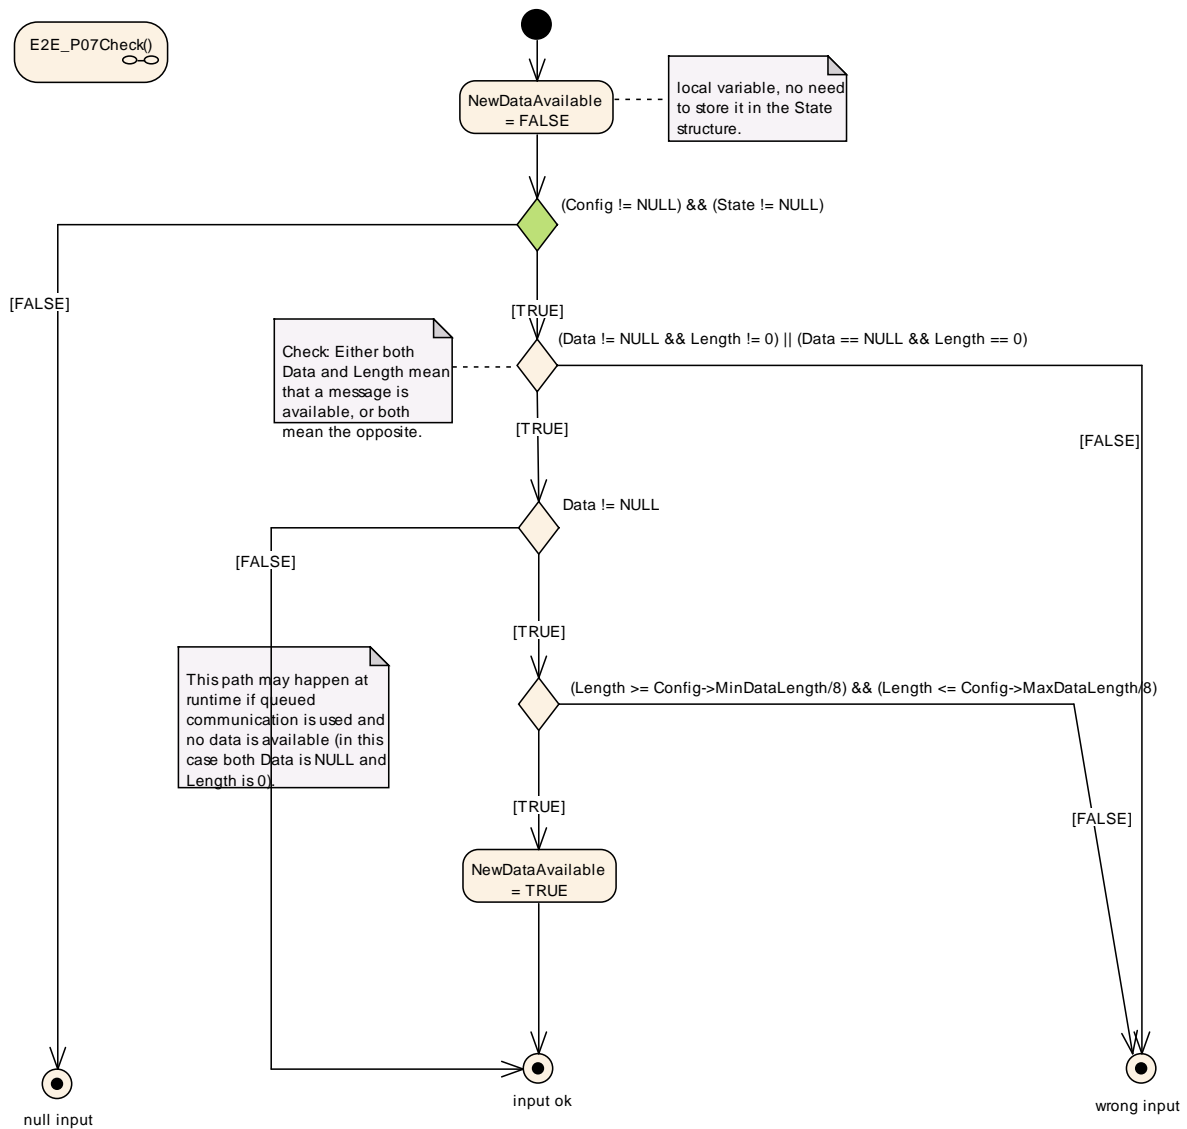 E2E_P07Check()
NewDataAvailable
= FALSE
local variable, no need
to store it in the State
structure.
(Config != NULL) && (State != NULL)
[FALSE]
[TRUE]
(Data != NULL && Length != 0) || (Data == NULL && Length == 0)
Check: Either both
Data and Length mean
that a message is
available, or both
mean the opposite.
[TRUE]
[FALSE]
Data != NULL
[FALSE]
[TRUE]
This path may happen at
runtime if queued
communication is used and
no data is available (in this
case both Data is NULL and
Length is 0).
(Length >= Config->MinDataLength/8) && (Length <= Config->MaxDataLength/8)
[TRUE]
[FALSE]
NewDataAvailable
= TRUE
null input
input ok
wrong input